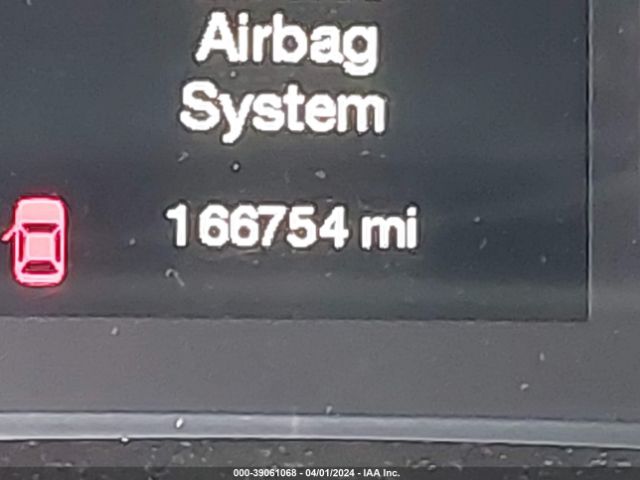 Airbag
System
166754 mi
000-39061068 - 04/01/2024 - IAA Inc.